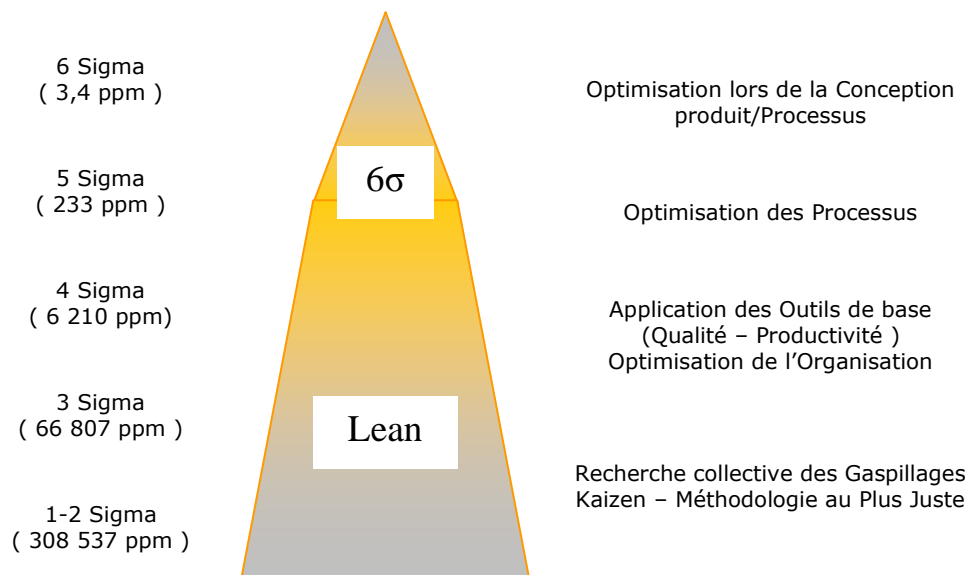 6 Sigma
( 3,4 ppm )
5 Sigma
( 233 ppm )
4 Sigma
( 6 210 ppm)
3 Sigma
( 66 807 ppm )
1-2 Sigma
( 308 537 ppm )
6σ
Lean
Optimisation lors de la Conception
produit/Processus
Optimisation des Processus
Application des Outils de base
(Qualité – Productivité )
Optimisation de l’Organisation
Recherche collective des Gaspillages
Kaizen – Méthodologie au Plus Juste